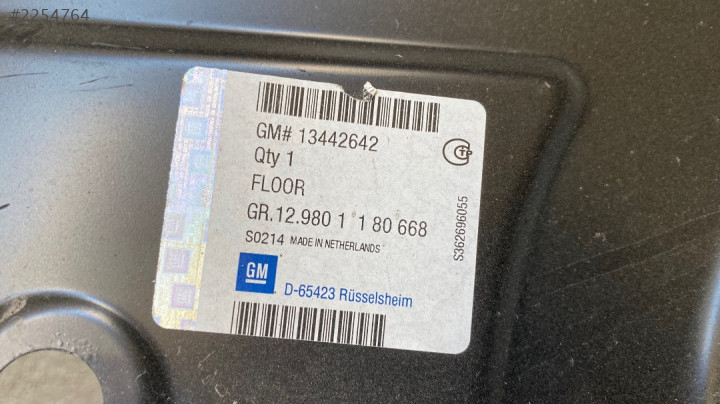 #2254764
GM# 13442642
Qty 1
FLOOR
GR.12.980 1 1 80 668
S0214 MADE IN NETHERLANDS
GM
D-65423 Rüsselsheim
S362696055